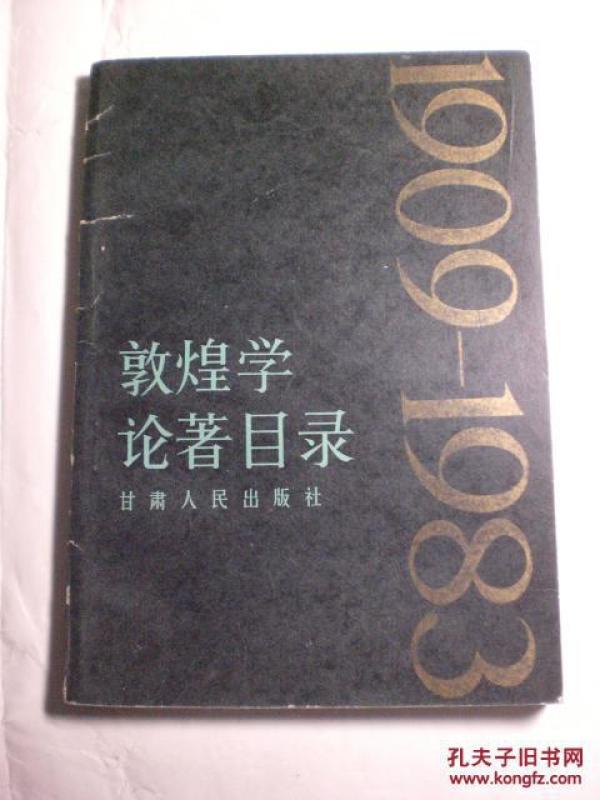 1909-1983
敦煌学
论著目录
甘肃人民出版社
孔夫子旧书网
www.kongfz.com